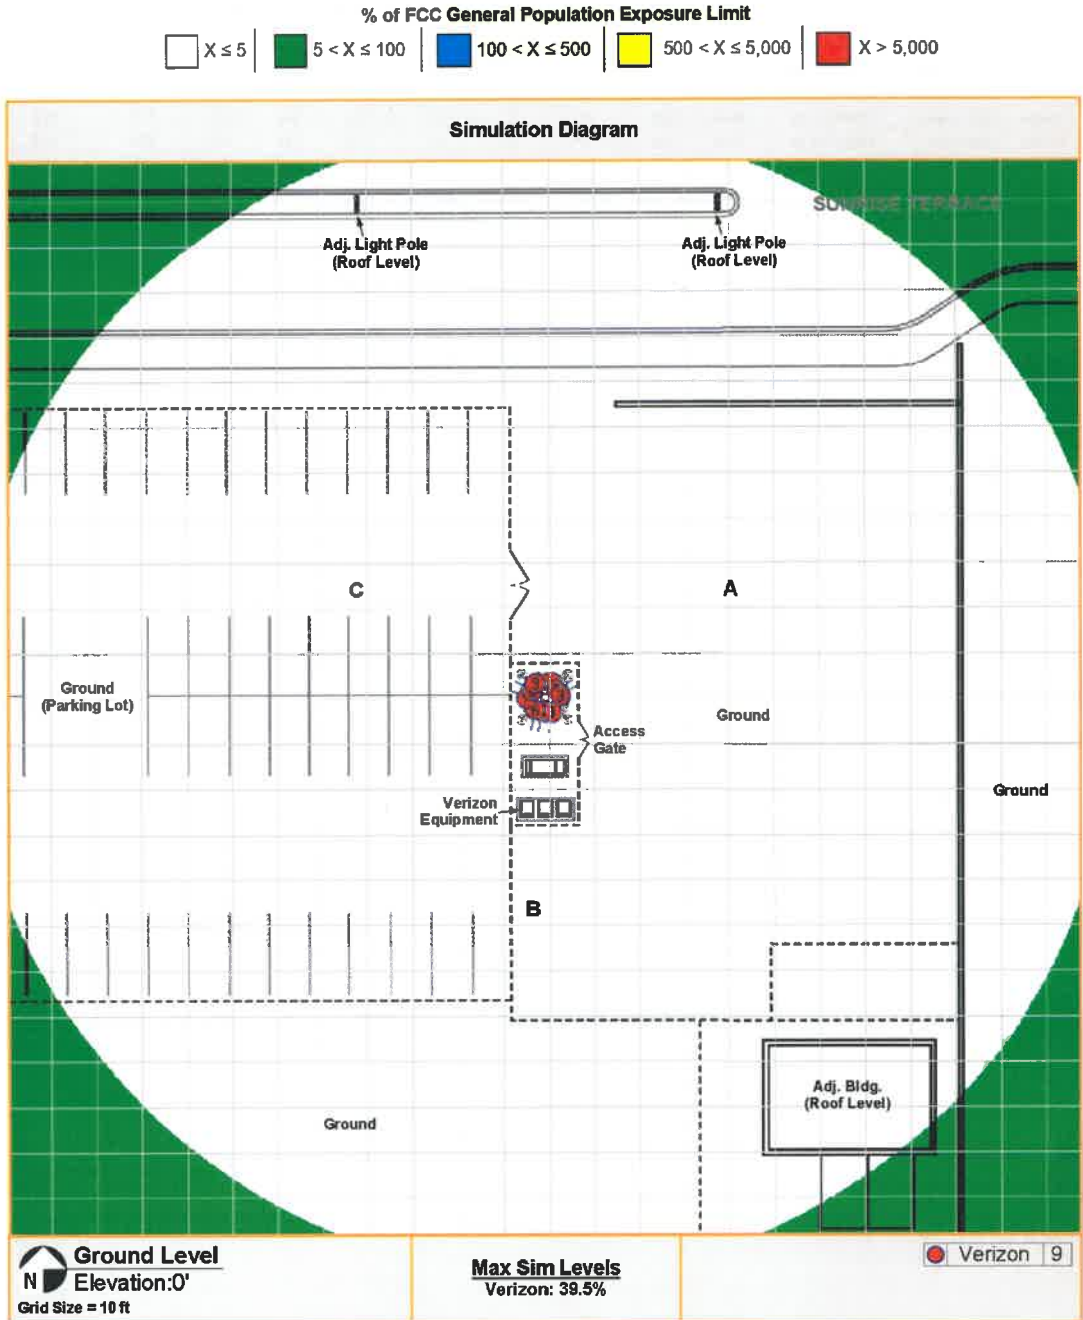 % of FCC General Population Exposure Limit
X ≤ 5
5 < X ≤ 100
100 < X ≤ 500
500 < X ≤ 5,000
X > 5,000
Simulation Diagram
SUNRISE TERRACE
Adj. Light Pole
(Roof Level)
Adj. Light Pole
(Roof Level)
C
A
Ground
(Parking Lot)
Ground
Access
Gate
Ground
Verizon
Equipment
B
Adj. Bldg.
(Roof Level)
Ground
N
Ground Level
Elevation:0'
Grid Size = 10 ft
Max Sim Levels
Verizon: 39.5%
Verizon 9